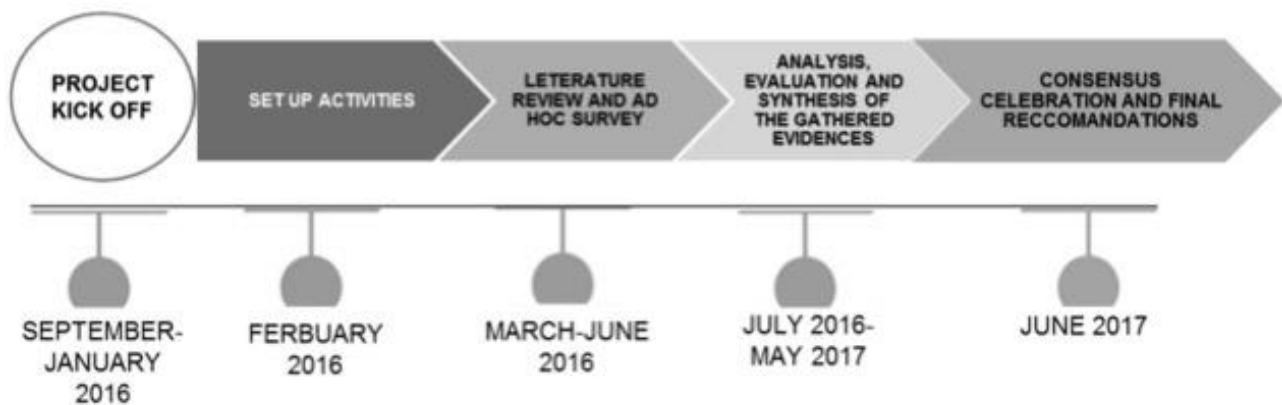 PROJECT
KICK OFF
SET UP ACTIVITIES
LETERATURE
REVIEW AND AD
HOC SURVEY
ANALYSIS,
EVALUATION AND
SYNTHESIS OF
THE GATHERED
EVIDENCES
CONSENSUS
CELEBRATION AND FINAL
RECCOMANDATIONS
SEPTEMBER-
JANUARY
2016
FERBUARY
2016
MARCH-JUNE
2016
JULY 2016-
MAY 2017
JUNE 2017